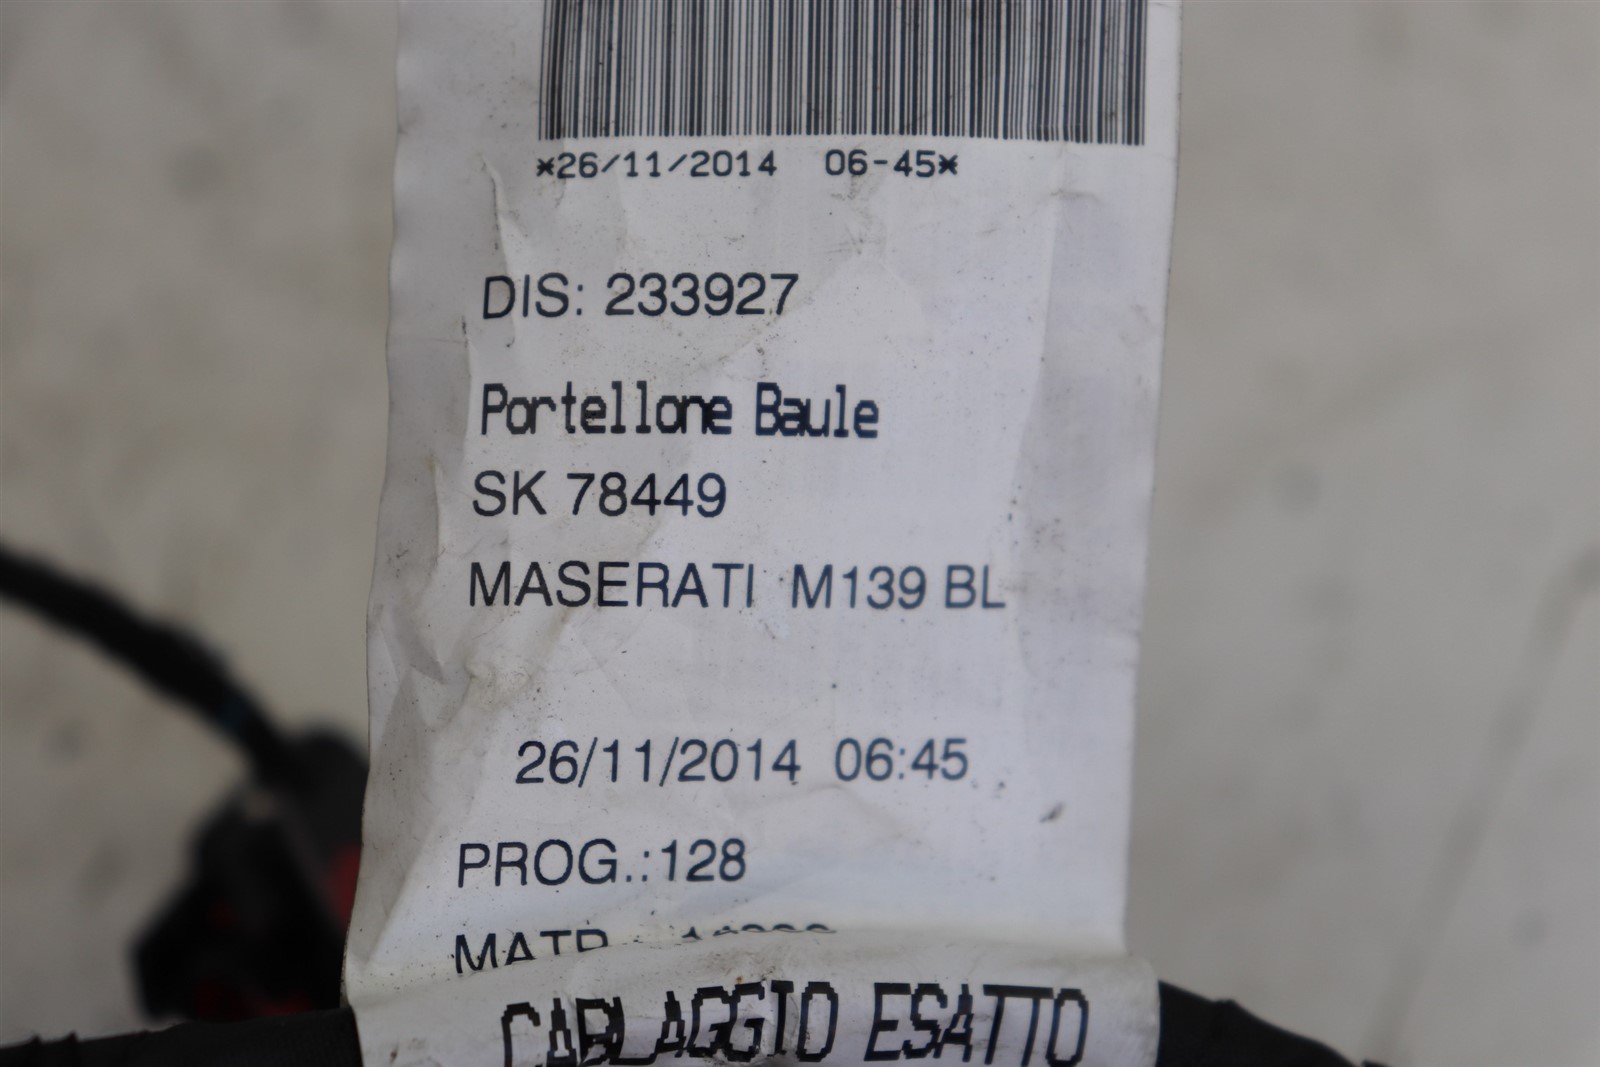 *26/11/2014 06-45*
DIS: 233927
Portellone Baule
SK 78449
MASERATI M139 BL
26/11/2014 06:45
PROG.:128
MATR.:
CABLAGGIO ESATTO